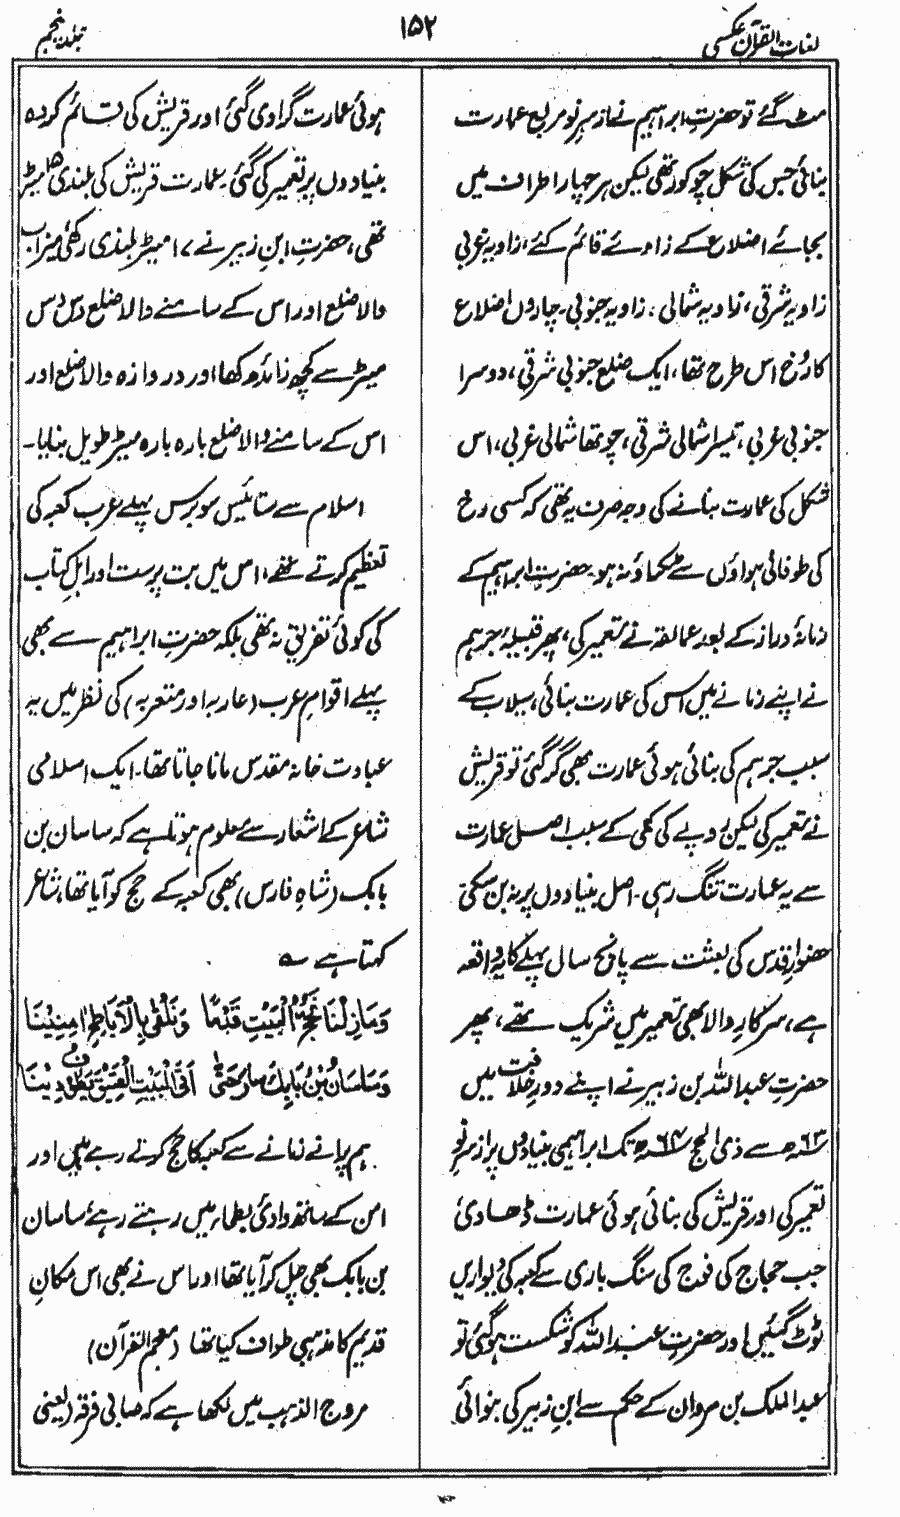 لغات القرآن عکسی
۱۵۲
جلد پنجم
مٹ گئے تو حضرتِ ابراہیم نے از سرِ نو مربع عمارت
بنائی جس کی شکل چوکور تھی لیکن ہر چہار اطراف میں
بجائے اضلاع کے زاویے قائم کئے، زاویہ غربی
زاویہ شرقی، زاویہ شمالی، زاویہ جنوبی۔ چاروں اضلاع
کا رُخ اس طرح تھا، ایک ضلع جنوبی شرقی، دوسرا
جنوبی غربی، تیسرا شمالی شرقی، چوتھا شمالی غربی، اس
شکل کی عمارت بنانے کی وجہ صرف یہ تھی کہ کسی رخ
کی طوفانی ہواؤں سے ٹکراؤ نہ ہو۔ حضرتِ ابراہیم کے
زمانۂ دراز کے بعد عمالقہ نے تعمیر کی، پھر قبیلۂ جرہم
نے اپنے زمانے میں اس کی عمارت بنائی، سیلاب کے
سبب جرہم کی بنائی ہوئی عمارت بھی گر گئی تو قریش
نے تعمیر کی لیکن روپے کی کمی کے سبب اصل عمارت
سے یہ عمارت تنگ رہی۔ اصل بنیادوں پر نہ بن سکی
حضورِ اقدس کی بعثت سے پانچ سال پہلے کا یہ واقعہ
ہے، سرکارِ والا بھی تعمیر میں شریک تھے، پھر
حضرتِ عبداللہ بن زبیر نے اپنے دورِ خلافت میں
۶۳ھ سے ذی الحج ۶۴ھ تک ابراہیمی بنیادوں پر از سرِ نو
تعمیر کی اور قریش کی بنائی ہوئی عمارت ڈھا دی
جب حجاج کی فوج کی سنگ باری سے کعبہ کی دیواریں
ٹوٹ گئیں اور حضرتِ عبداللہ کو شکست ہو گئی تو
عبدالملک بن مروان کے حکم سے ابنِ زبیر کی بنوائی
ہوئی عمارت گرا دی گئی اور قریش کی قائم کردہ
بنیادوں پر تعمیر کی گئی، عمارت قریش کی بلندی ۱۵ میٹر
تھی، حضرتِ ابنِ زبیر نے ۱۷ میٹر بلندی رکھی میزاب
والا ضلع اور اس کے سامنے والا ضلع دس دس
میٹر سے کچھ زائد رکھا اور دروازہ والا ضلع اور
اس کے سامنے والا ضلع بارہ بارہ میٹر طویل بنایا۔
اسلام سے ستائیس سو برس پہلے عرب کعبہ کی
تعظیم کرتے تھے، اس میں بت پرست اور اہلِ کتاب
کی کوئی تفریق نہ تھی بلکہ حضرتِ ابراہیم سے بھی
پہلے اقوامِ عرب (عاربہ اور متعربہ) کی نظر میں یہ
عبادت خانہ مقدس مانا جاتا تھا۔ ایک اسلامی
شاعر کے اشعار سے معلوم ہوتا ہے کہ ساسان بن
بابک (شاہِ فارس) بھی کعبہ کے حج کو آیا تھا، شاعر
کہتا ہے ؎
وَمَا زِلْنَا نَحُجُّ الْبَيْتَ قِدْمًا وَنَلْقٰى بِالْاَبَاطِحِ اٰمِنِيْنَا
وَسَاسَانُ بْنُ بَابَكَ سَارَ حَتّٰى اَتَى الْبَيْتَ الْعَتِيْقَ يَطُوْفُ دِيْنَا
ہم پرانے زمانے سے کعبہ کا حج کرتے رہے ہیں اور
امن کے ساتھ وادیٔ بطحاء میں رہتے رہے، ساسان
بن بابک بھی چل کر آیا تھا اور اس نے بھی اس مکانِ
قدیم کا مذہبی طواف کیا تھا (معجم القرآن)
مروج الذہب میں لکھا ہے کہ صابی فرقہ (یعنی